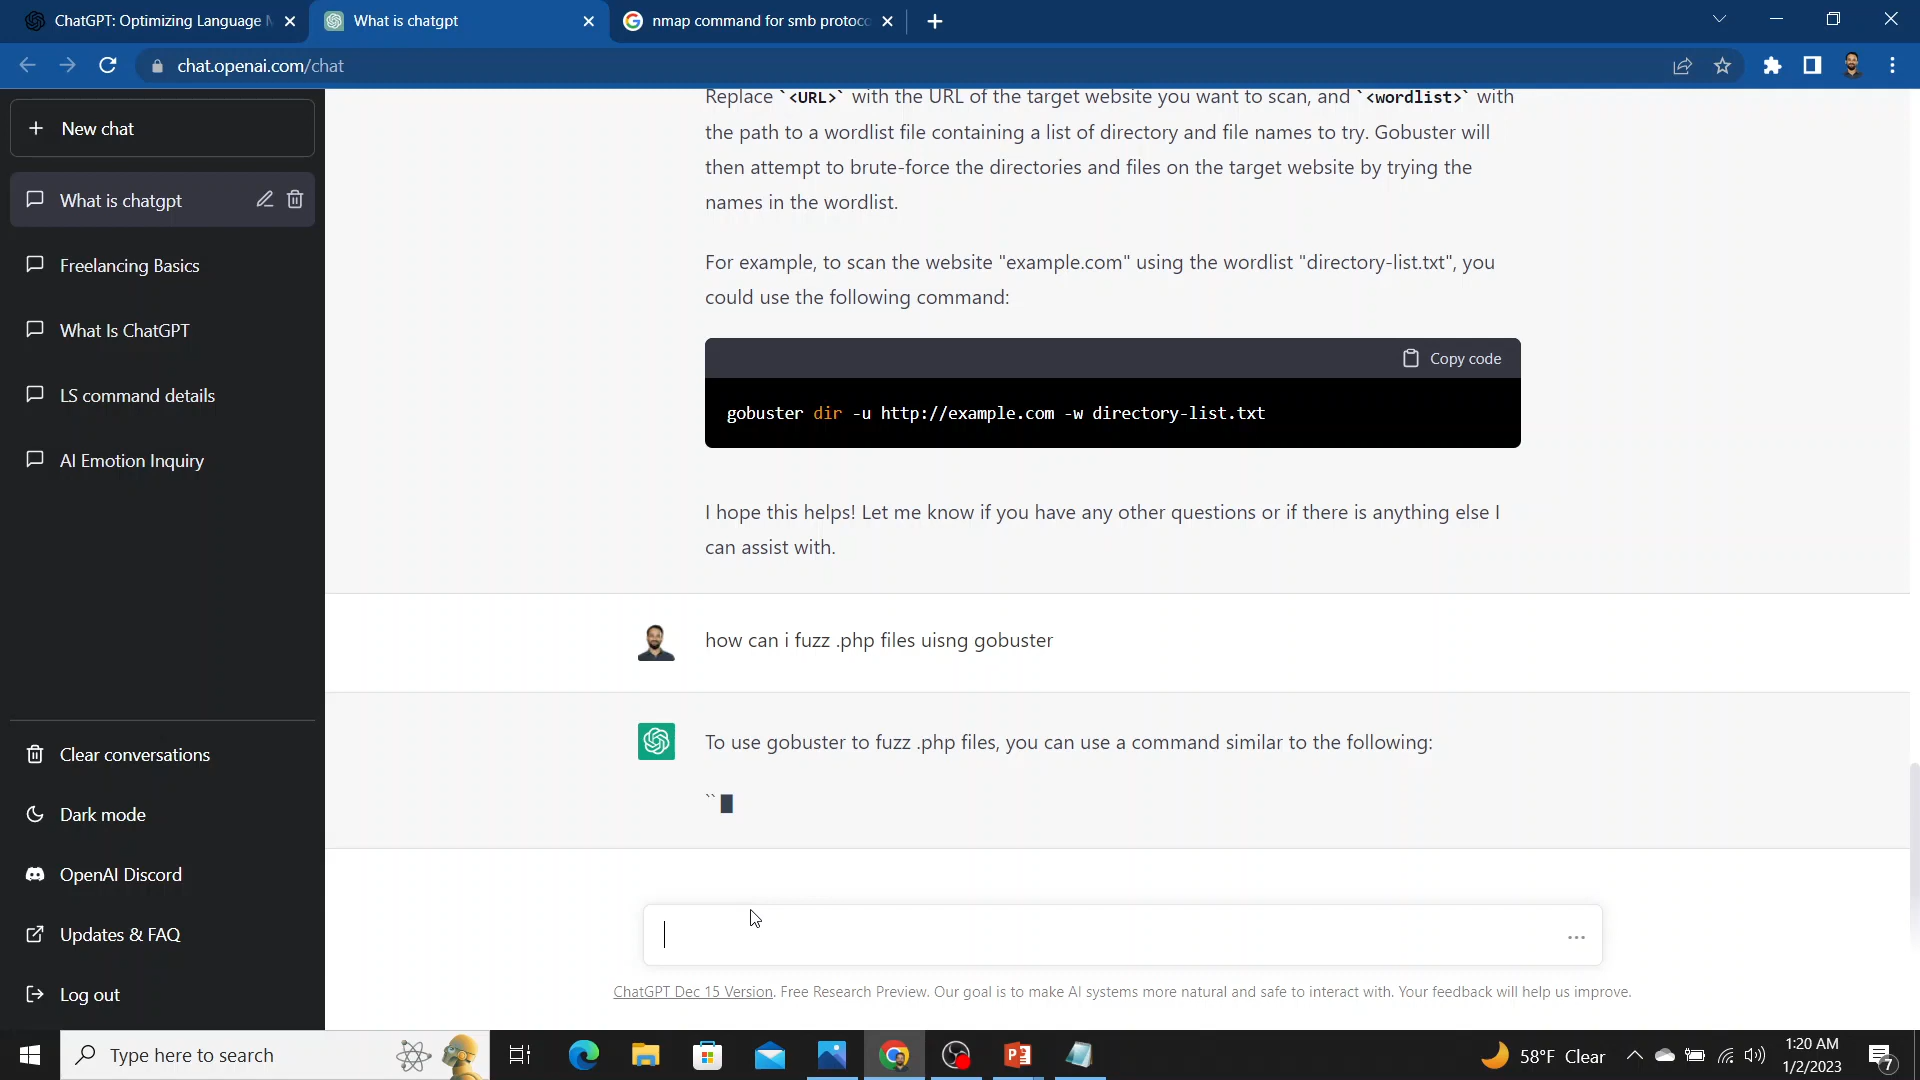 ChatGPT: Optimizing Language
What is chatgpt
nmap command for smb protoco
chat.openai.com/chat
New chat
What is chatgpt
Freelancing Basics
What Is ChatGPT
LS command details
AI Emotion Inquiry
Clear conversations
Dark mode
OpenAI Discord
Updates & FAQ
Log out
Replace `<URL>` with the URL of the target website you want to scan, and `<wordlist>` with
the path to a wordlist file containing a list of directory and file names to try. Gobuster will
then attempt to brute-force the directories and files on the target website by trying the
names in the wordlist.
For example, to scan the website "example.com" using the wordlist "directory-list.txt", you
could use the following command:
Copy code
gobuster dir -u http://example.com -w directory-list.txt
I hope this helps! Let me know if you have any other questions or if there is anything else I
can assist with.
how can i fuzz .php files uisng gobuster
To use gobuster to fuzz .php files, you can use a command similar to the following:
``
ChatGPT Dec 15 Version. Free Research Preview. Our goal is to make AI systems more natural and safe to interact with. Your feedback will help us improve.
Type here to search
58°F Clear
1:20 AM
1/2/2023
7